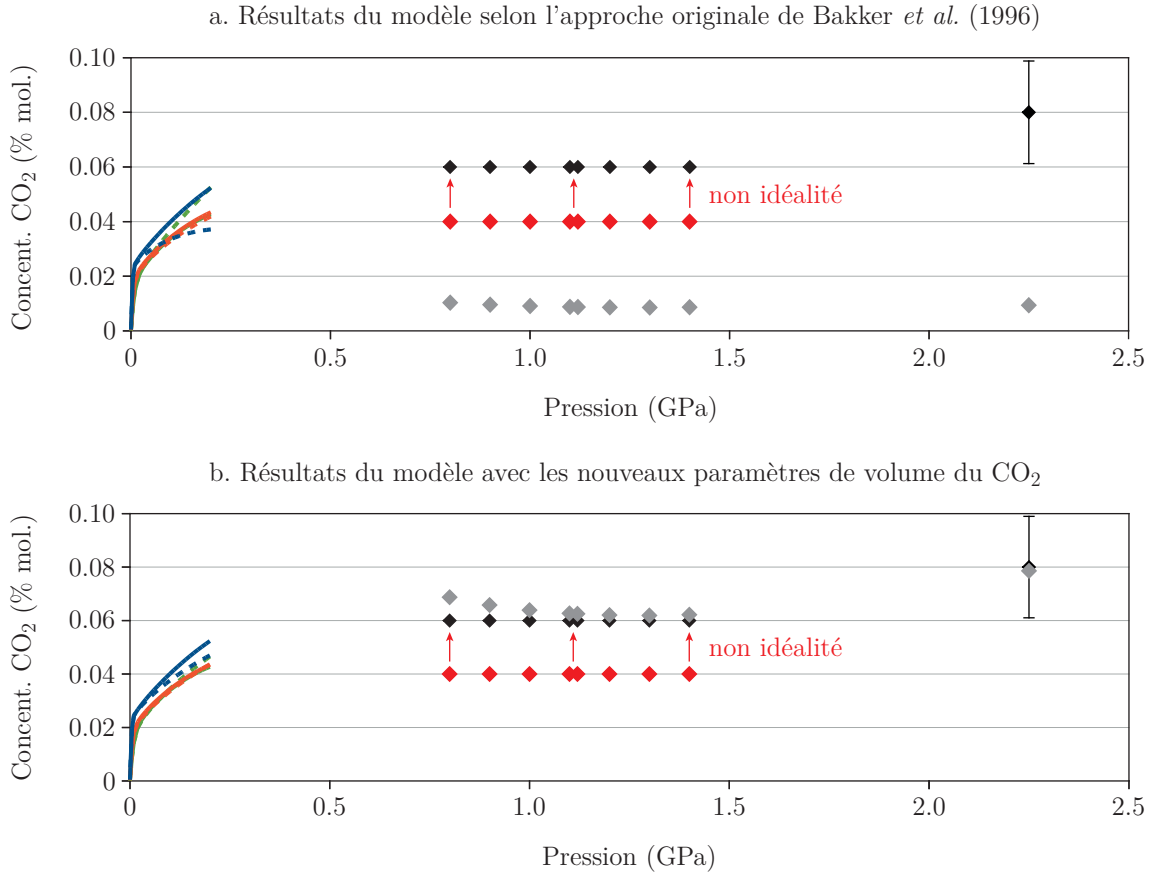 a. Résultats du modèle selon l'approche originale de Bakker et al. (1996)
Concent. CO₂ (% mol.)
0.10
0.08
0.06
0.04
0.02
0
non idéalité
0 0.5 1.0 1.5 2.0 2.5
Pression (GPa)
b. Résultats du modèle avec les nouveaux paramètres de volume du CO₂
Concent. CO₂ (% mol.)
0.10
0.08
0.06
0.04
0.02
0
non idéalité
0 0.5 1.0 1.5 2.0 2.5
Pression (GPa)